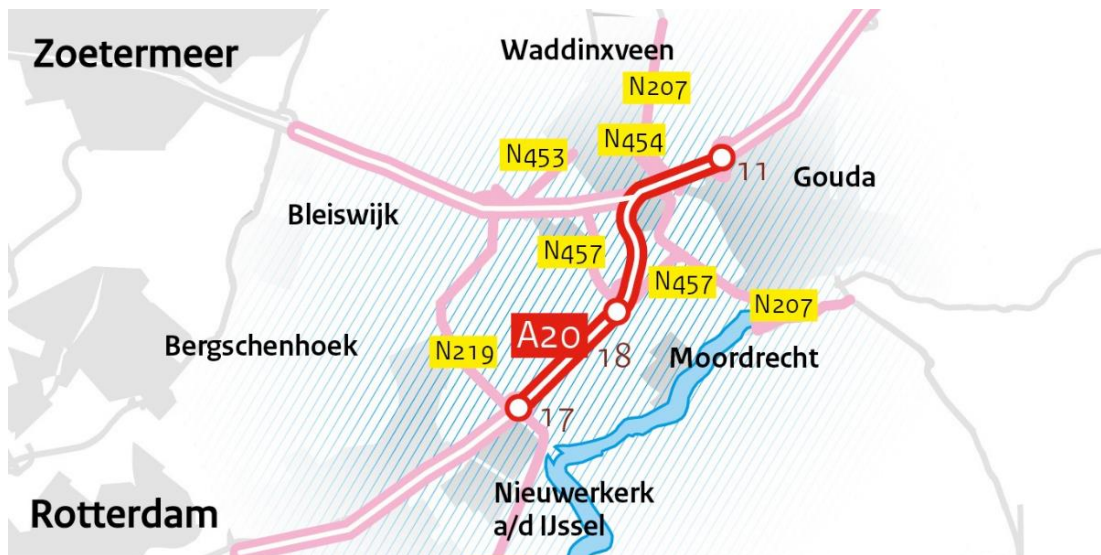 Zoetermeer
Waddinxveen
N207
N454
N453
11
Gouda
Bleiswijk
N457
N457
N207
A20
Bergschenhoek
N219
18
Moordrecht
17
Rotterdam
Nieuwerkerk
a/d IJssel